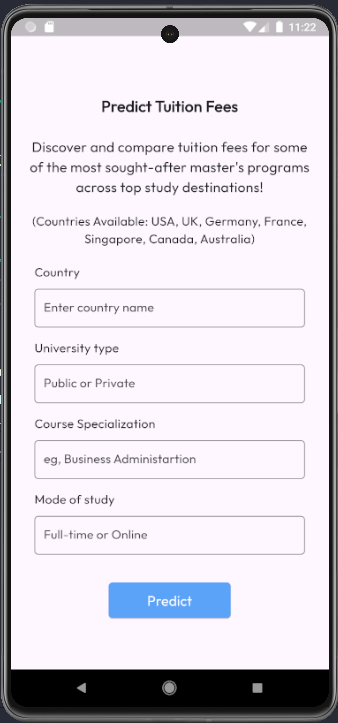 11:22
Predict Tuition Fees
Discover and compare tuition fees for some
of the most sought-after master's programs
across top study destinations!
(Countries Available: USA, UK, Germany, France,
Singapore, Canada, Australia)
Country
Enter country name
University type
Public or Private
Course Specialization
eg, Business Administartion
Mode of study
Full-time or Online
Predict